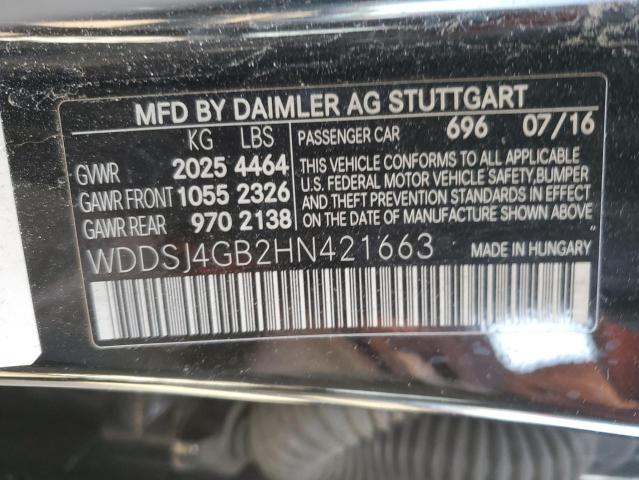 MFD BY DAIMLER AG STUTTGART
KG LBS
GVWR 2025 4464
GAWR FRONT 1055 2326
GAWR REAR 970 2138
PASSENGER CAR 696 07/16
THIS VEHICLE CONFORMS TO ALL APPLICABLE
U.S. FEDERAL MOTOR VEHICLE SAFETY, BUMPER
AND THEFT PREVENTION STANDARDS IN EFFECT
ON DATE OF MANUFACTURE SHOWN ABOVE.
WDDSJ4GB2HN421663 MADE IN HUNGARY